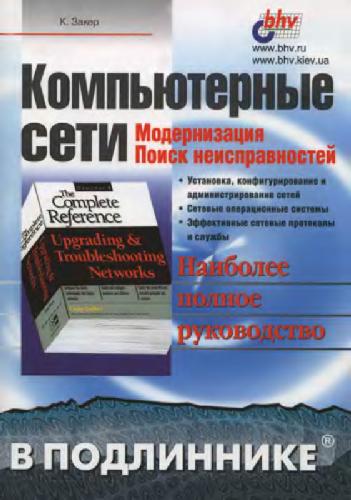 К. Закер
bhv
www.bhv.ru
www.bhv.kiev.ua
Компьютерные
сети
Модернизация
Поиск неисправностей
• Установка, конфигурирование и
администрирование сетей
• Сетевые операционные системы
• Эффективные сетевые протоколы
и службы
The
Complete
Reference
Upgrading &
Troubleshooting
Networks
Наиболее
полное
руководство
В ПОДЛИННИКЕ®